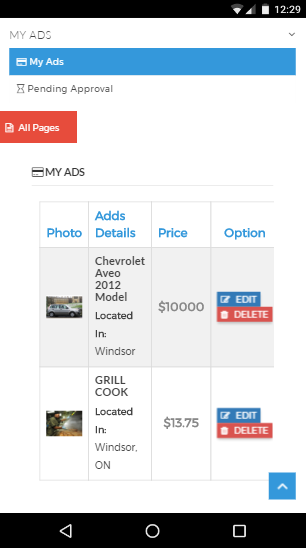 12:29
MY ADS
My Ads
Pending Approval
All Pages
MY ADS
Photo
Adds
Details
Price
Option
Chevrolet
Aveo
2012
Model
Located
In:
Windsor
$10000
EDIT
DELETE
GRILL
COOK
Located
In:
Windsor,
ON
$13.75
EDIT
DELETE